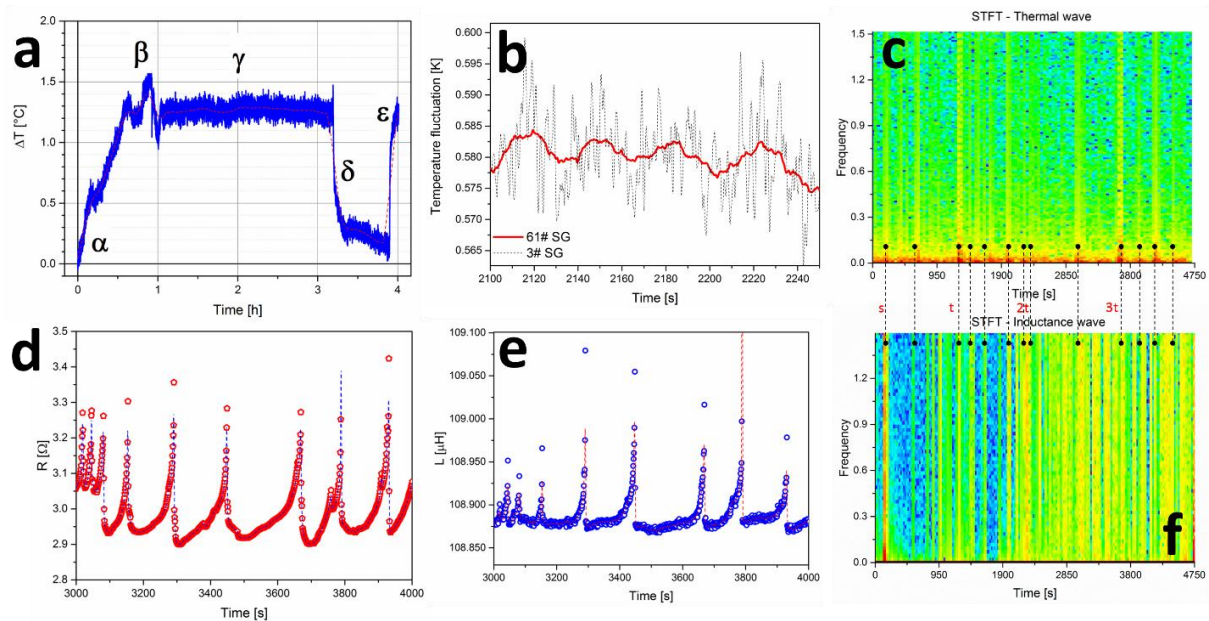 a
α
β
γ
δ
ε
ΔT [°C]
2.0
1.5
1.0
0.5
0.0
0 1 2 3 4
Time [h]
b
Temperature fluctuation [K]
0.600
0.595
0.590
0.585
0.580
0.575
0.570
0.565
61# SG
3# SG
2100 2120 2140 2160 2180 2200 2220 2240
Time [s]
STFT - Thermal wave
c
Frequency
1.5
1.2
0.9
0.6
0.3
0.0
0 950 1900 2850 3800 4750
Time [s]
s t 2t 3t
d
R [Ω]
3.5
3.4
3.3
3.2
3.1
3.0
2.9
2.8
3000 3200 3400 3600 3800 4000
Time [s]
e
L [µH]
109.100
109.050
109.000
108.950
108.900
108.850
3000 3200 3400 3600 3800 4000
Time [s]
STFT - Inductance wave
f
Frequency
1.2
0.9
0.6
0.3
0.0
0 950 1900 2850 3800 4750
Time [s]